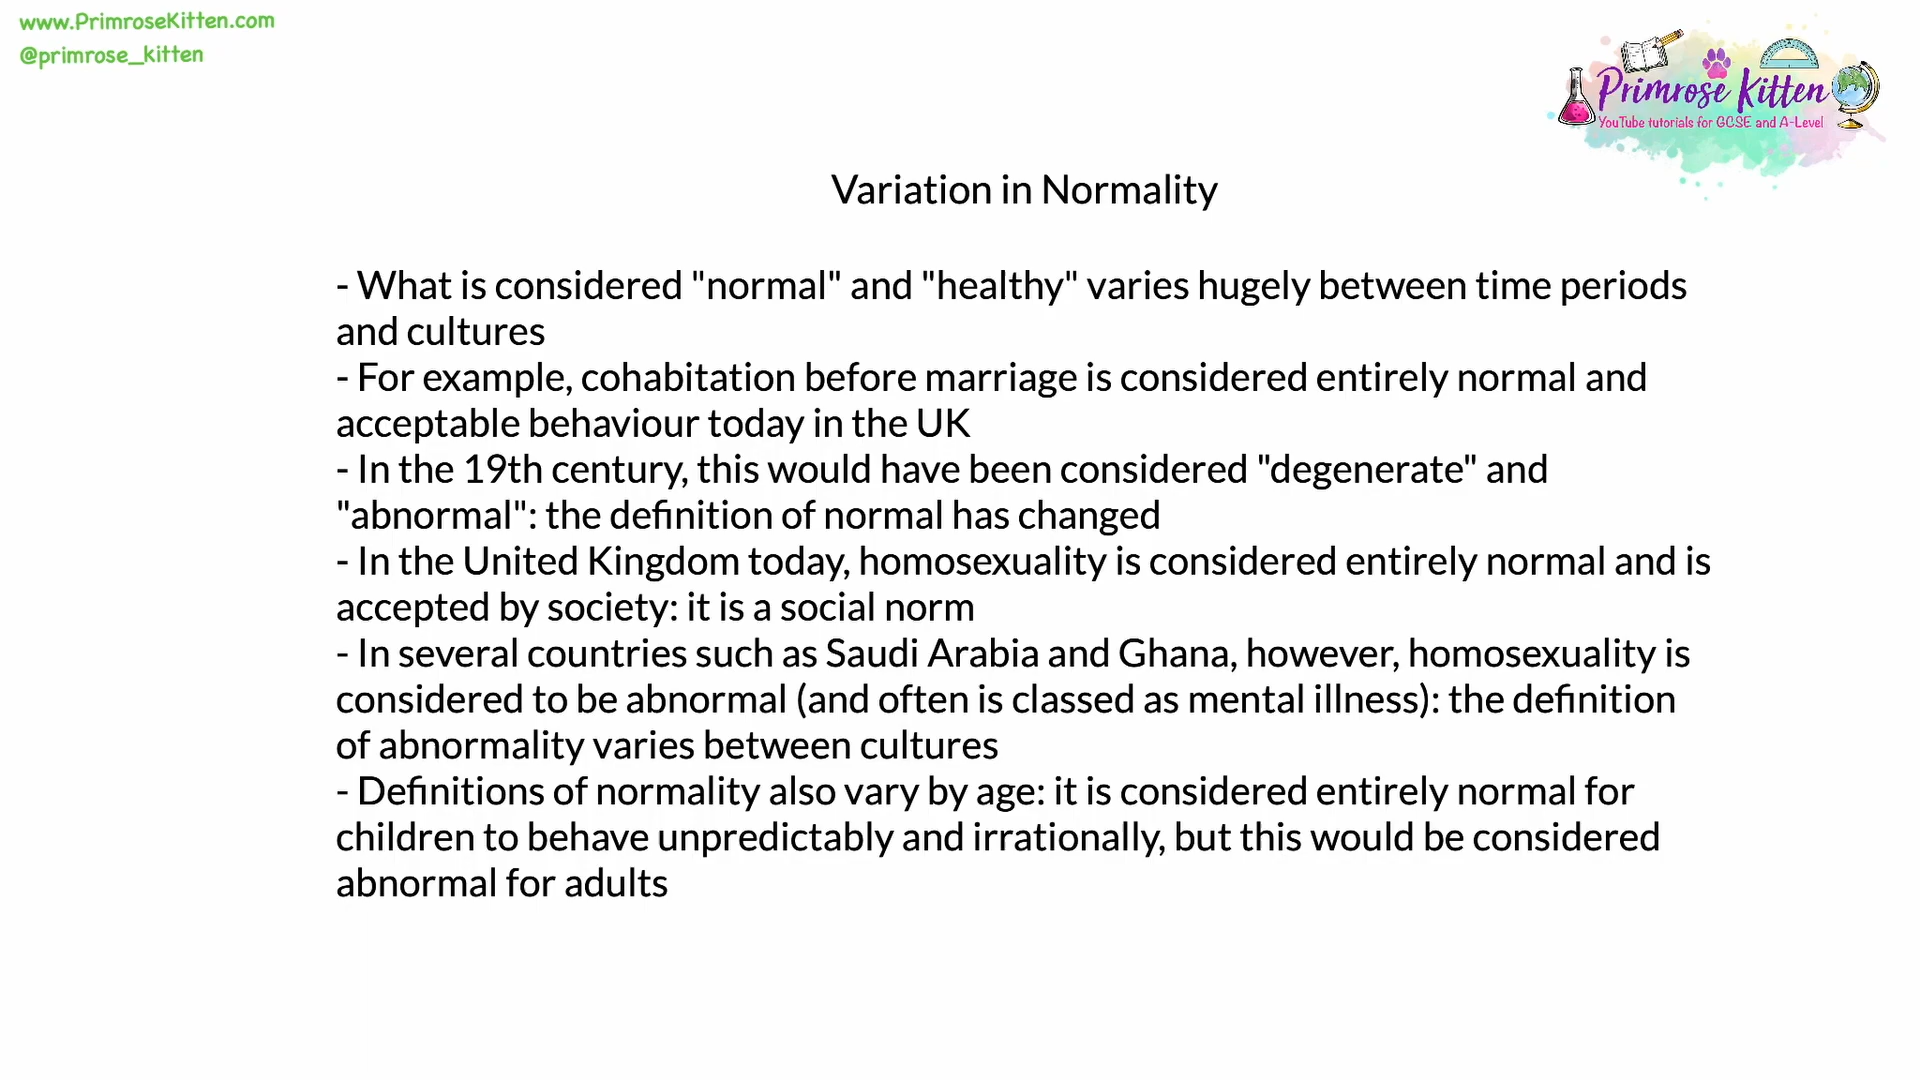 www.PrimroseKitten.com
@primrose_kitten
Primrose Kitten
YouTube tutorials for GCSE and A-Level
Variation in Normality
- What is considered "normal" and "healthy" varies hugely between time periods
and cultures
- For example, cohabitation before marriage is considered entirely normal and
acceptable behaviour today in the UK
- In the 19th century, this would have been considered "degenerate" and
"abnormal": the definition of normal has changed
- In the United Kingdom today, homosexuality is considered entirely normal and is
accepted by society: it is a social norm
- In several countries such as Saudi Arabia and Ghana, however, homosexuality is
considered to be abnormal (and often is classed as mental illness): the definition
of abnormality varies between cultures
- Definitions of normality also vary by age: it is considered entirely normal for
children to behave unpredictably and irrationally, but this would be considered
abnormal for adults